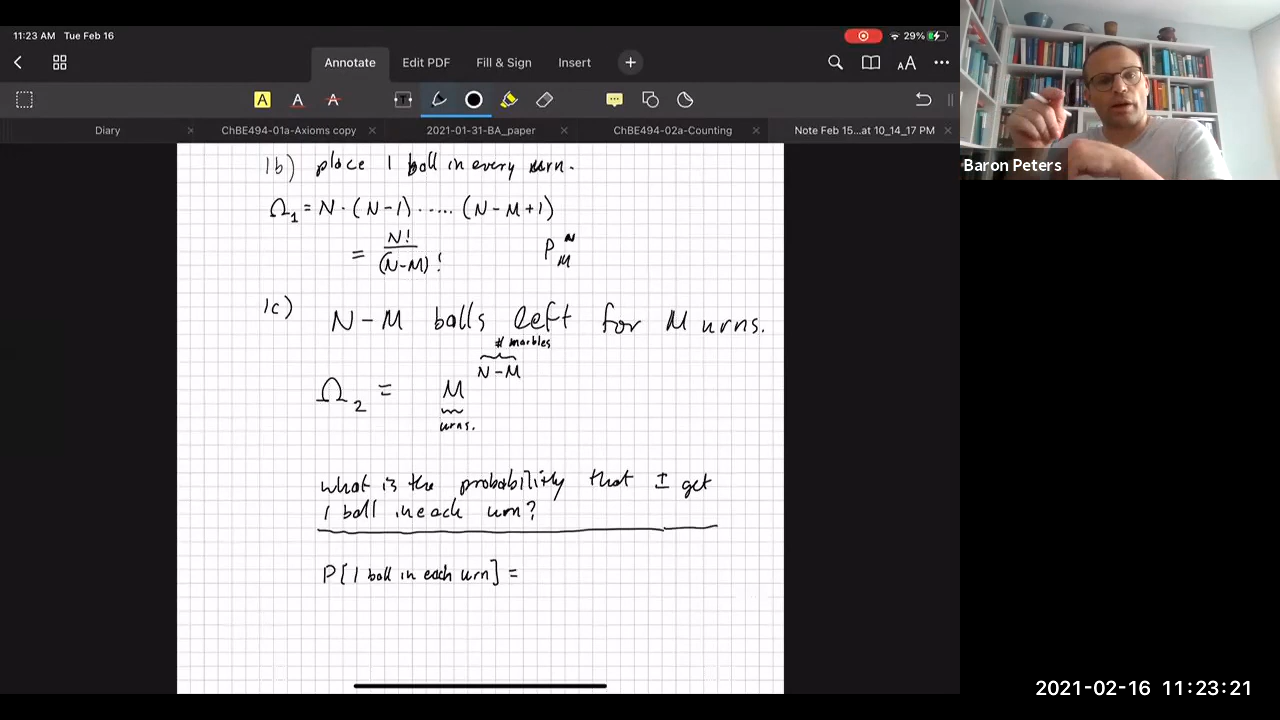 11:23 AM Tue Feb 16
29%
Annotate Edit PDF Fill & Sign Insert
Diary ChBE494-01a-Axioms copy 2021-01-31-BA_paper ChBE494-02a-Counting Note Feb 15...at 10_14_17 PM
Baron Peters
1b) place 1 ball in every urn.
Ω₁ = N · (N-1) ..... (N-M+1)
= N! / (N-M)! P_M^N
1c) N-M balls left for M urns.
# marbles
Ω₂ = M^(N-M)
urns.
What is the probability that I get
1 ball in each urn?
P[1 ball in each urn] =
2021-02-16 11:23:21